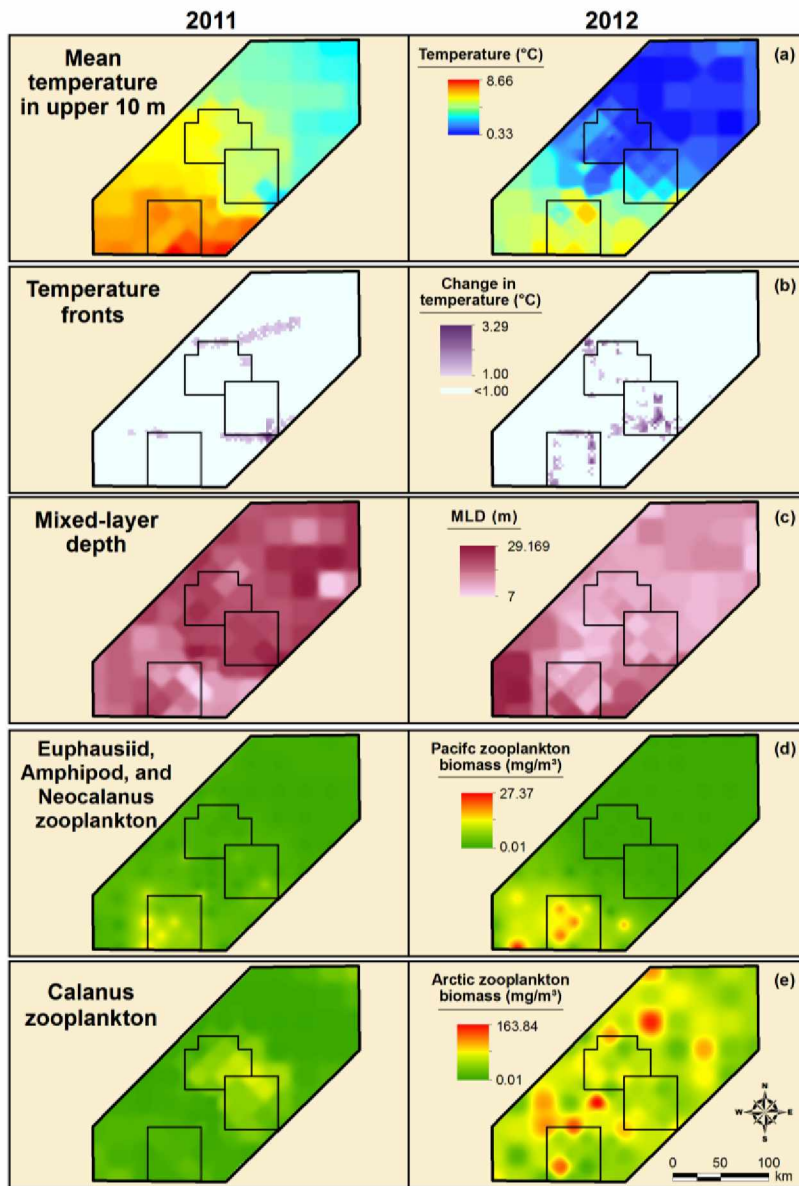 2011
2012
Mean
temperature
in upper 10 m
Temperature (°C)
8.66
0.33
(a)
Temperature
fronts
Change in
temperature (°C)
3.29
1.00
<1.00
(b)
Mixed-layer
depth
MLD (m)
29.169
7
(c)
Euphausiid,
Amphipod, and
Neocalanus
zooplankton
Pacifc zooplankton
biomass (mg/m³)
27.37
0.01
(d)
Calanus
zooplankton
Arctic zooplankton
biomass (mg/m³)
163.84
0.01
(e)
N
W E
S
0 50 100
km